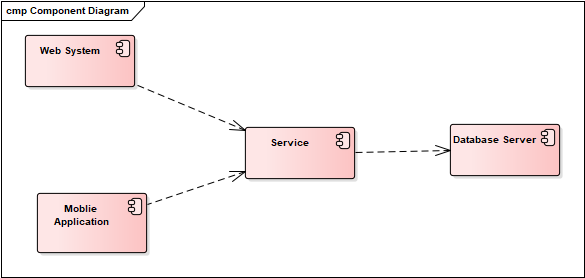 cmp Component Diagram
Web System
Service
Database Server
Moblie
Application